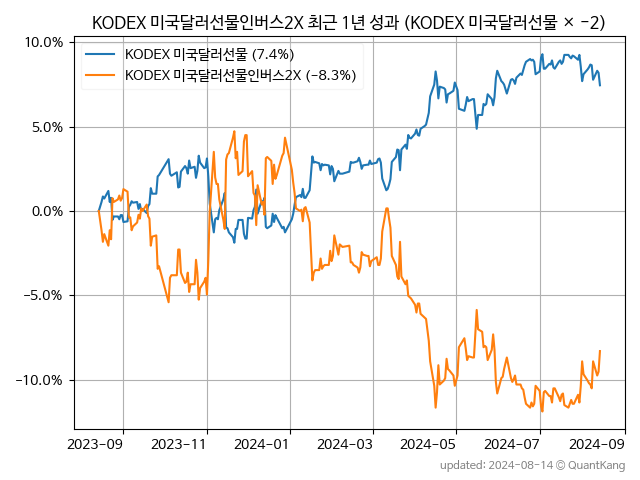 KODEX 미국달러선물인버스2X 최근 1년 성과 (KODEX 미국달러선물 × -2)
KODEX 미국달러선물 (7.4%)
KODEX 미국달러선물인버스2X (−8.3%)
10.0%
5.0%
0.0%
−5.0%
−10.0%
2023−09 2023−11 2024−01 2024−03 2024−05 2024−07 2024−09
updated: 2024-08-14 © QuantKang